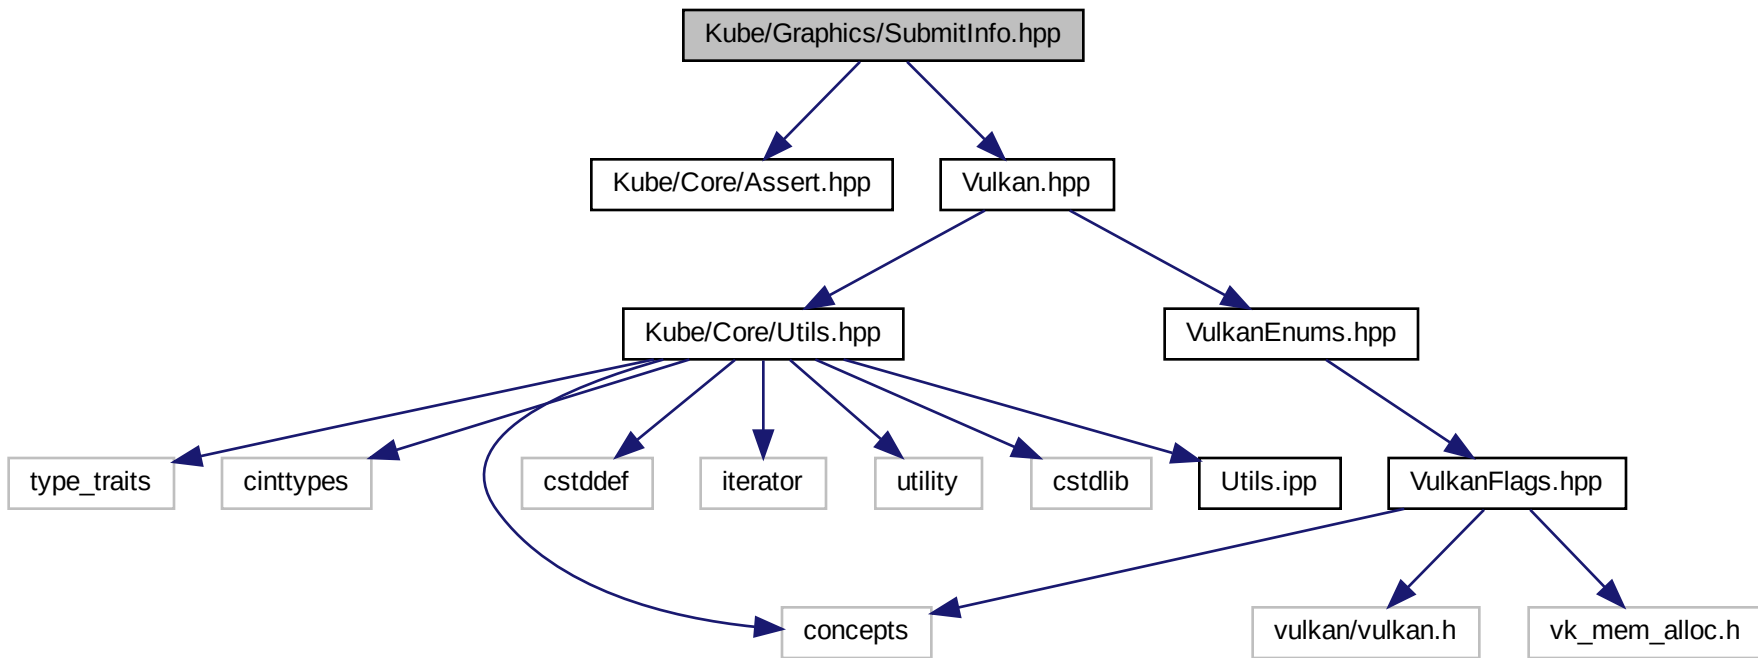 Kube/Graphics/SubmitInfo.hpp
Kube/Core/Assert.hpp
Vulkan.hpp
Kube/Core/Utils.hpp
VulkanEnums.hpp
type_traits
cinttypes
cstddef
iterator
utility
cstdlib
Utils.ipp
VulkanFlags.hpp
concepts
vulkan/vulkan.h
vk_mem_alloc.h